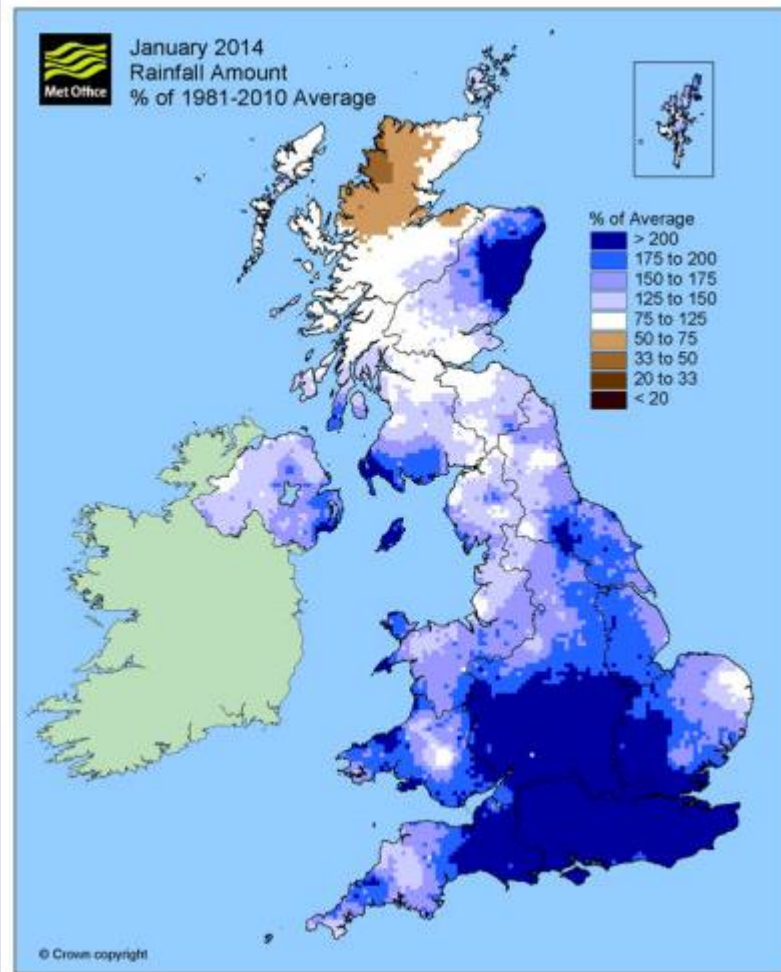 Met Office
January 2014
Rainfall Amount
% of 1981-2010 Average
% of Average
> 200
175 to 200
150 to 175
125 to 150
75 to 125
50 to 75
33 to 50
20 to 33
< 20
© Crown copyright